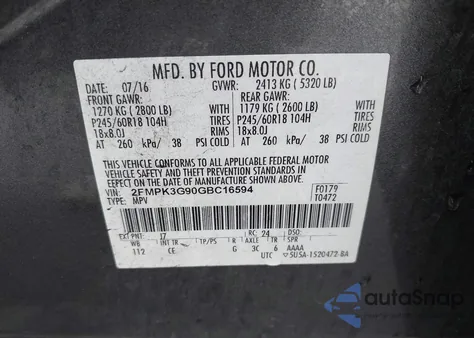 MFD. BY FORD MOTOR CO.
DATE: 07/16 GVWR: 2413 KG ( 5320 LB)
FRONT GAWR: REAR GAWR:
1270 KG ( 2800 LB) 1179 KG ( 2600 LB)
P245/60R18 104H TIRES P245/60R18 104H TIRES
18x8.0J RIMS 18x8.0J RIMS
AT 260 kPa/ 38 PSI COLD AT 260 kPa/ 38 PSI COLD
THIS VEHICLE CONFORMS TO ALL APPLICABLE FEDERAL MOTOR
VEHICLE SAFETY AND THEFT PREVENTION STANDARDS IN EFFECT ON THE
DATE OF MANUFACTURE SHOWN ABOVE.
VIN: 2FMPK3G90GBC16594 F0179
TYPE: MPV T0472
EXT PNT: J7 RC: 24 DSO:
WB INT TR TP/PS R AXLE TR SPR
112 CE G 3C 6 AAAA
UTC 5USA-1520472-BA
autoSnap